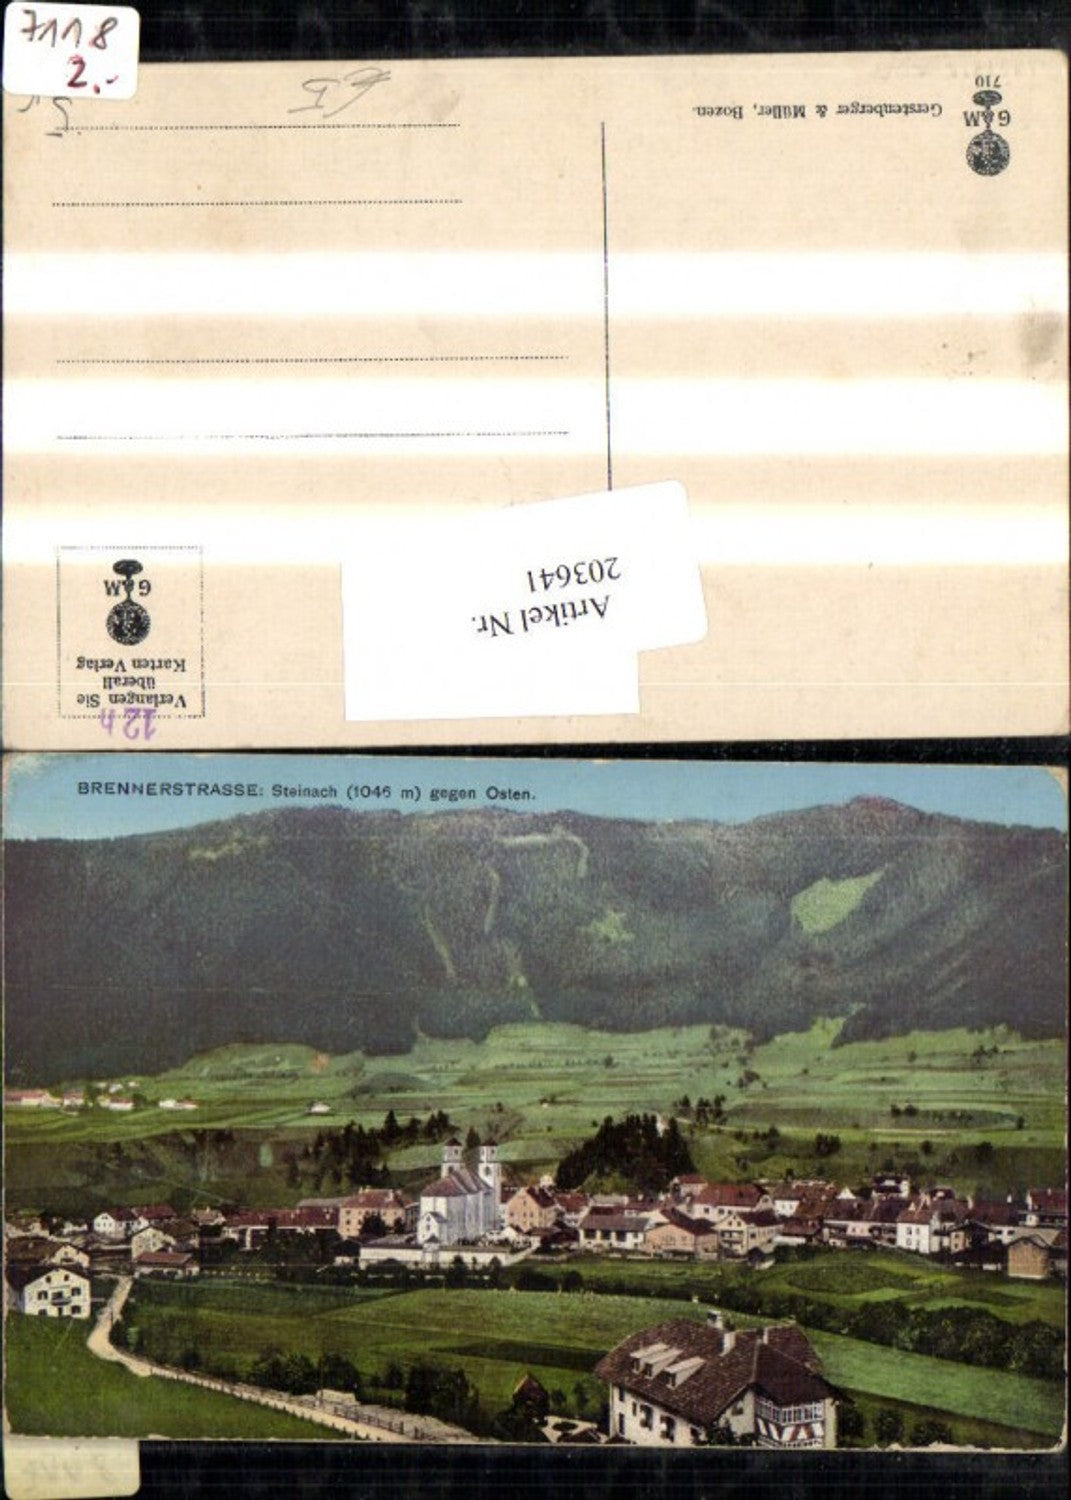 7118
2.-
710
G&M
Gerstenberger & Müller, Bozen.
Artikel Nr.
203641
G&M
Verlangen Sie
überall
Karten Verlag
12 h
BRENNERSTRASSE: Steinach (1046 m) gegen Osten.